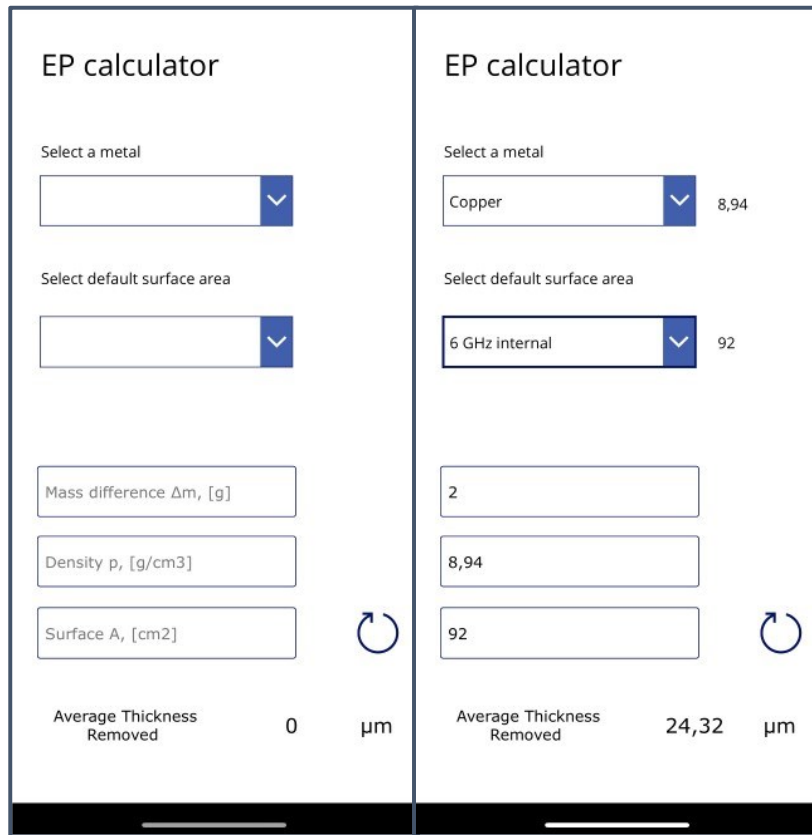 EP calculator
Select a metal
Select default surface area
Mass difference Δm, [g]
Density p, [g/cm3]
Surface A, [cm2]
Average Thickness
Removed
0
µm
EP calculator
Select a metal
Copper
8,94
Select default surface area
6 GHz internal
92
2
8,94
92
Average Thickness
Removed
24,32
µm